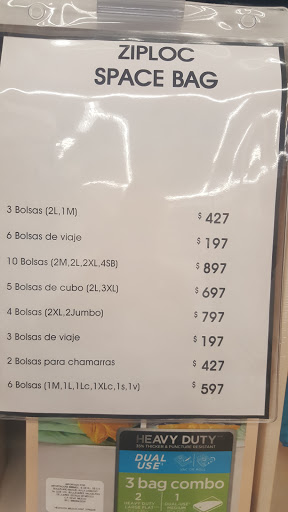 ZIPLOC
SPACE BAG
3 Bolsas (2L,1M) $ 427
6 Bolsas de viaje $ 197
10 Bolsas (2M,2L,2XL,4SB) $ 897
5 Bolsas de cubo (2L,3XL) $ 697
4 Bolsas (2XL,2Jumbo) $ 797
3 Bolsas de viaje $ 197
2 Bolsas para chamarras $ 427
6 Bolsas (1M,1L,1Lc,1XLc,1s,1v) $ 597
HEAVY DUTY
DUAL
USE
3 bag combo
2 1